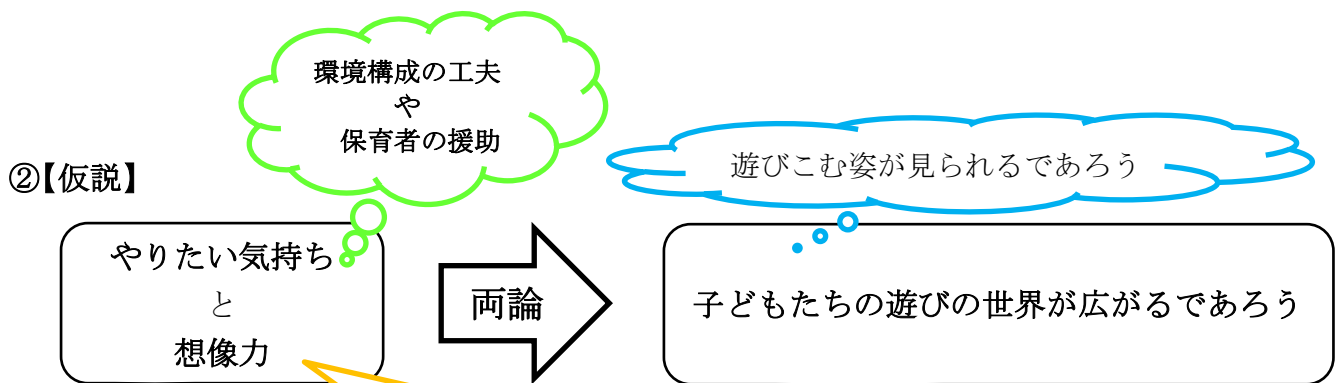 環境構成の工夫
や
保育者の援助
遊びこむ姿が見られるであろう
②【仮説】
やりたい気持ち
と
想像力
両論
子どもたちの遊びの世界が広がるであろう